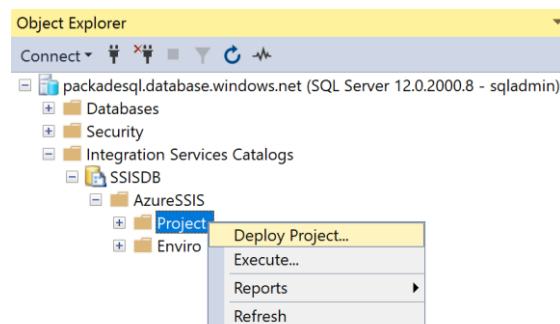 Object Explorer
Connect
packadesql.database.windows.net (SQL Server 12.0.2000.8 - sqladmin)
Databases
Security
Integration Services Catalogs
SSISDB
AzureSSIS
Project
Deploy Project...
Enviro
Execute...
Reports
Refresh